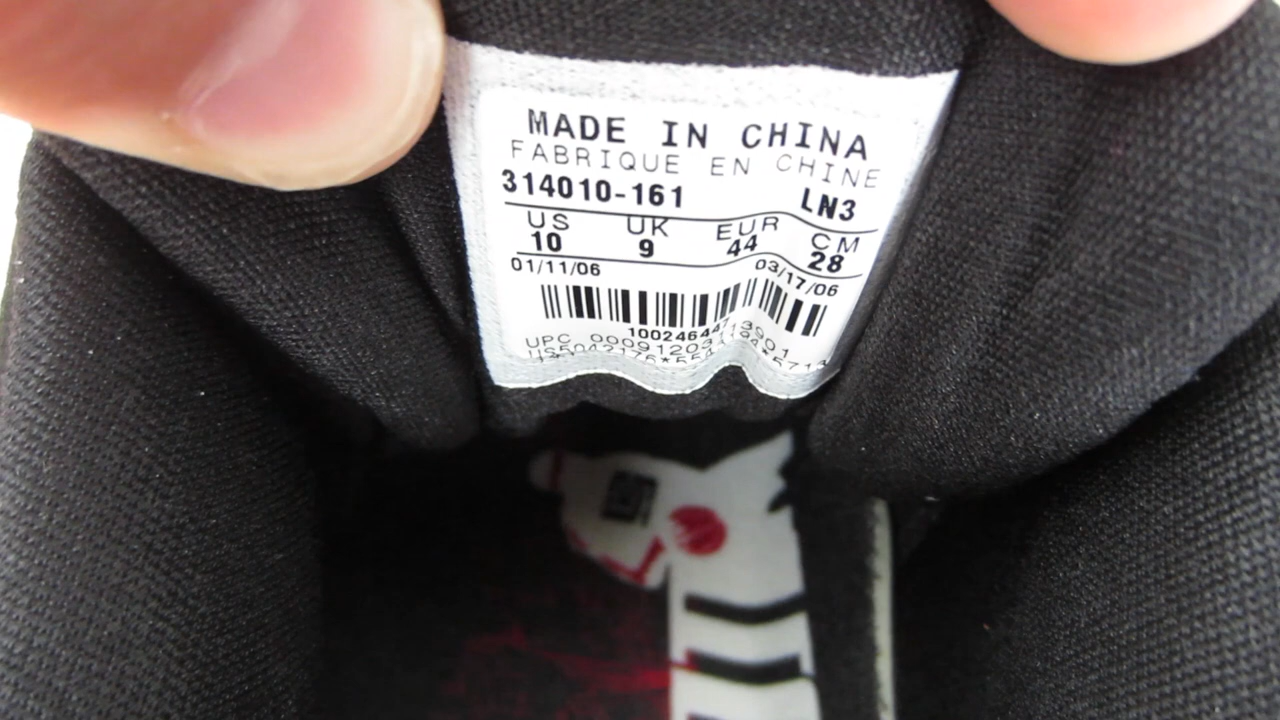 MADE IN CHINA
FABRIQUE EN CHINE
314010-161 LN3
US UK EUR CM
10 9 44 28
01/11/06 03/17/06
UPC